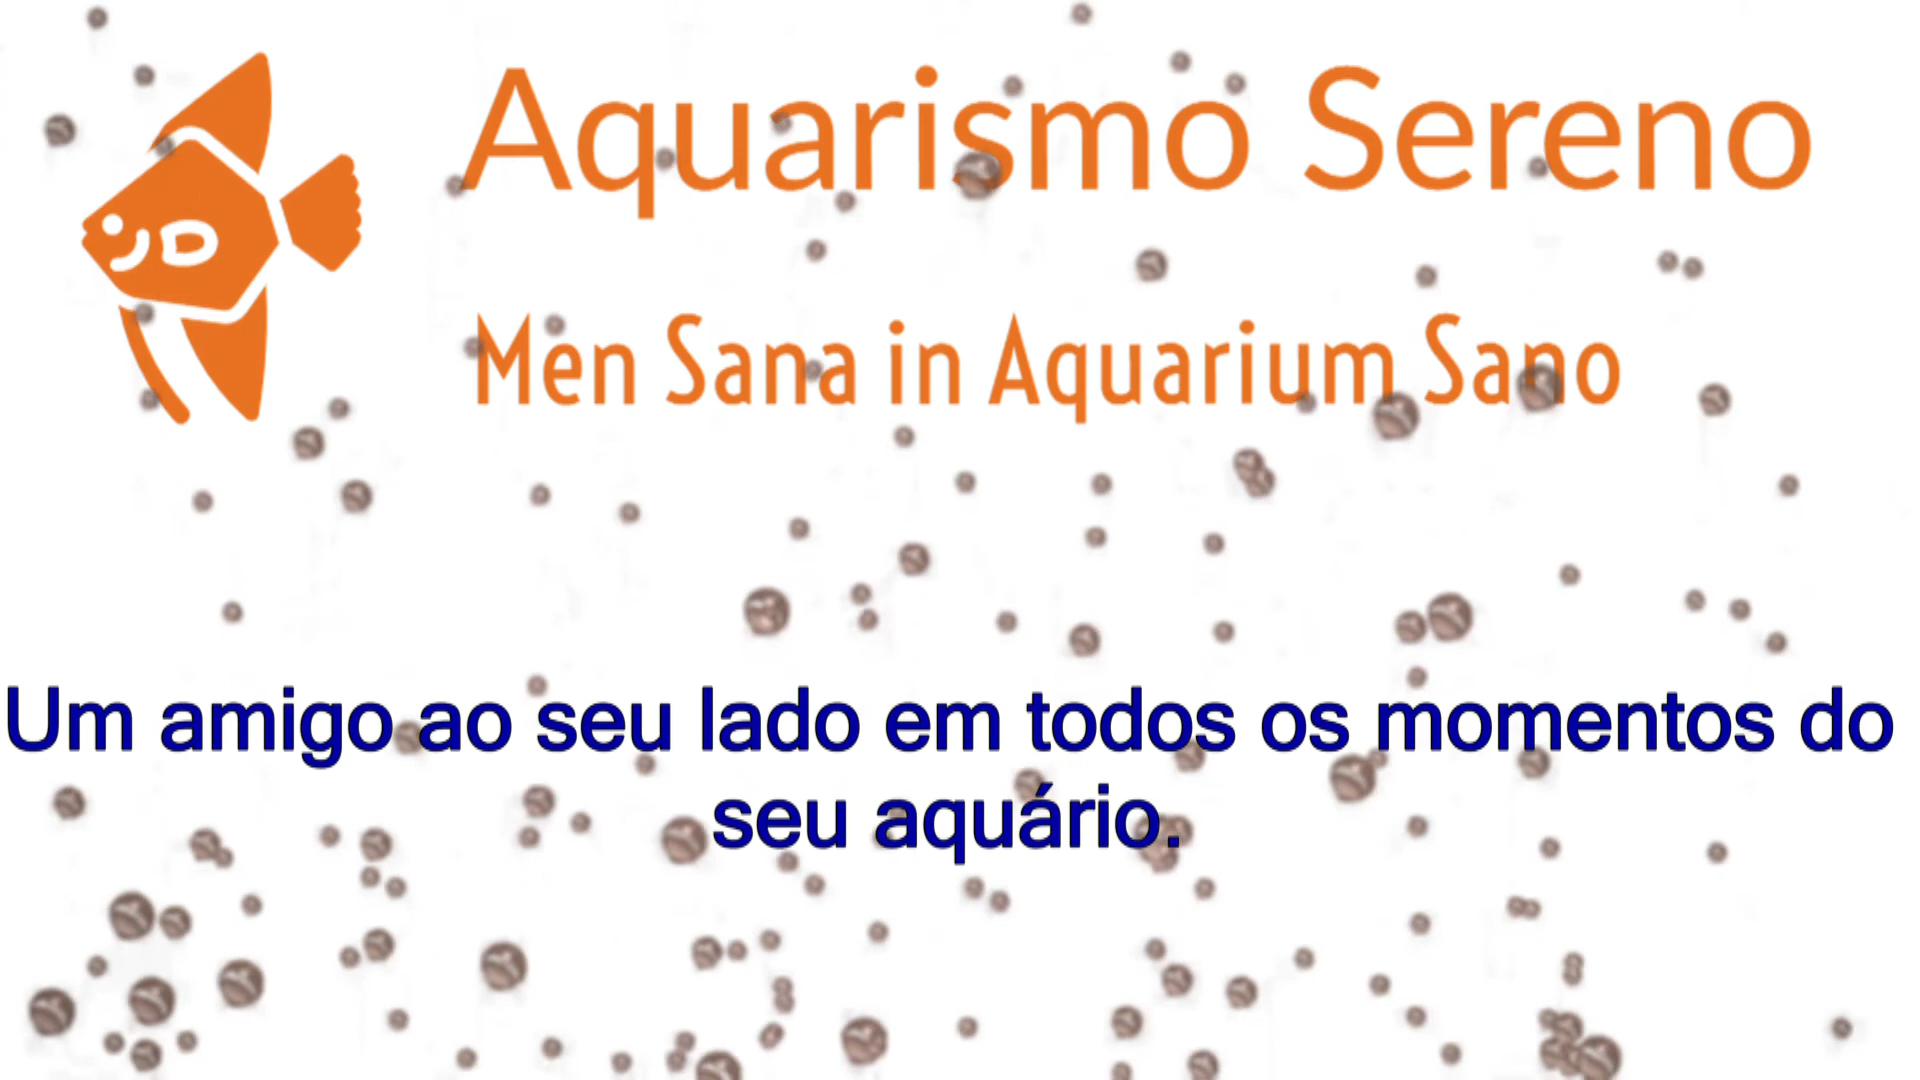 Aquarismo Sereno
Men Sana in Aquarium Sano
Um amigo ao seu lado em todos os momentos do
seu aquário.